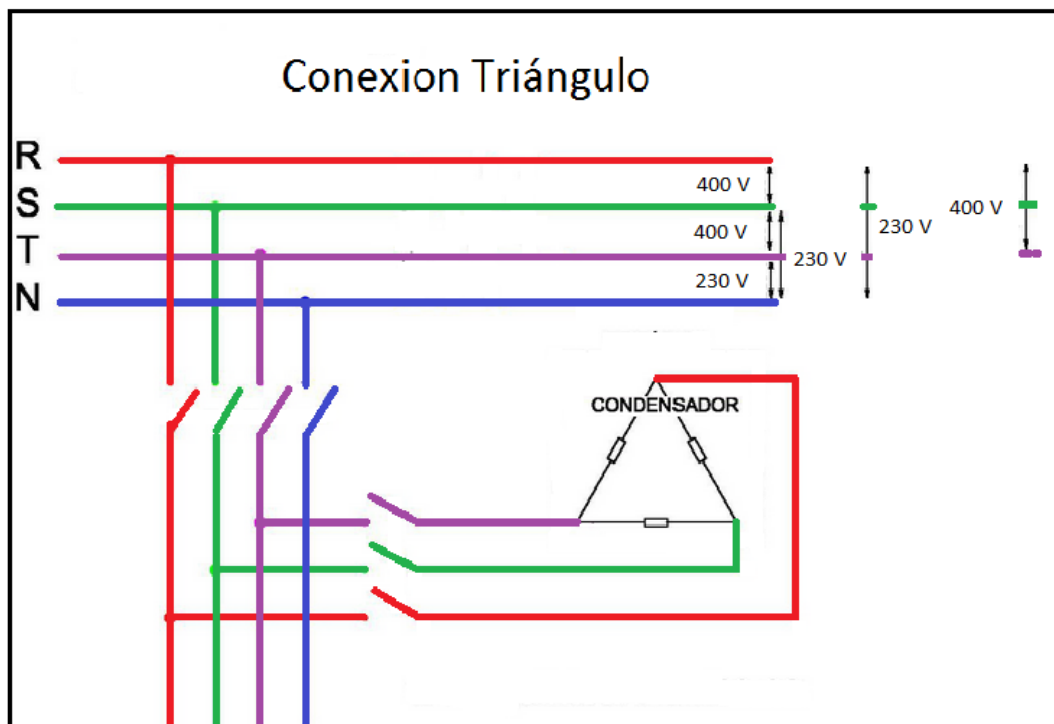 Conexion Triángulo
R
S
T
N
400 V
400 V
230 V
230 V
230 V
400 V
CONDENSADOR